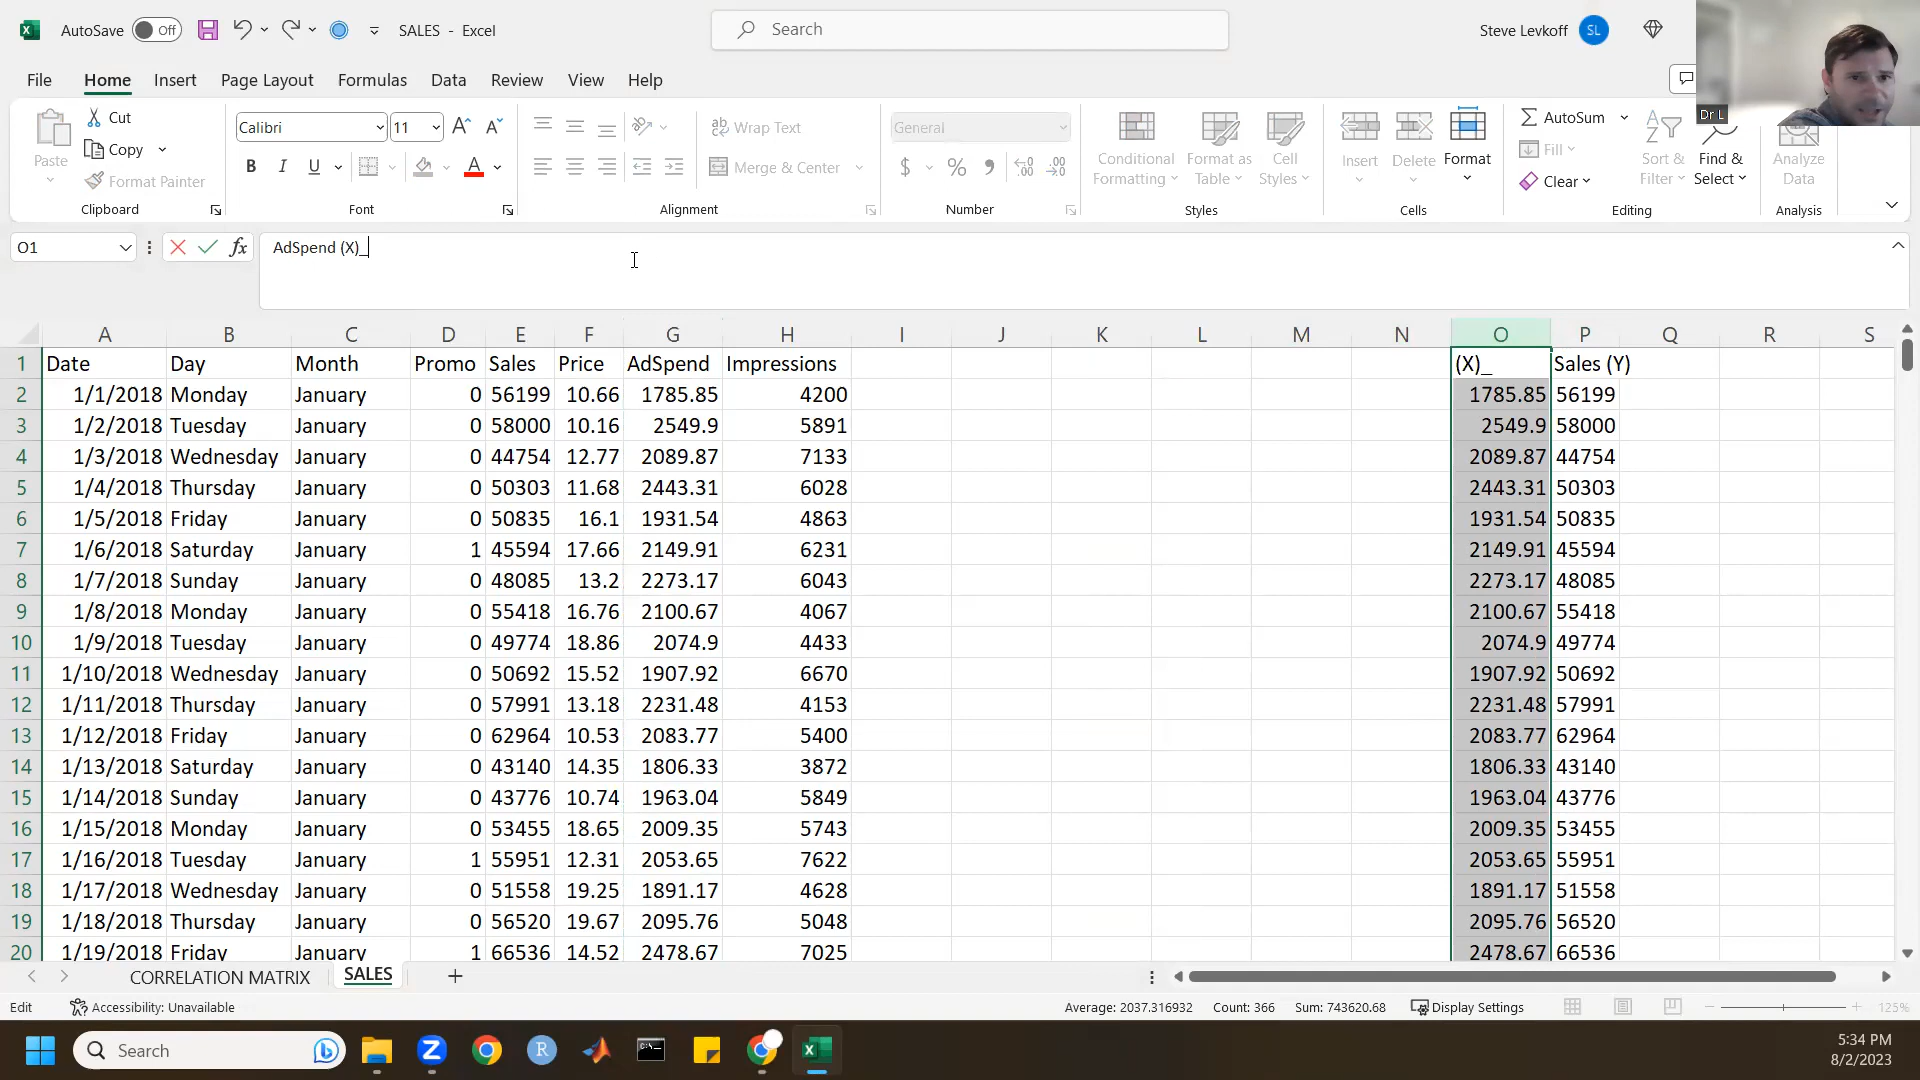 AutoSave Off SALES - Excel Search Steve Levkoff SL
File Home Insert Page Layout Formulas Data Review View Help
Paste Cut Copy Format Painter Clipboard
Calibri 11 B I U A Font
ab Wrap Text Merge & Center Alignment
General $ % Number
Conditional Formatting Format as Table Cell Styles Styles
Insert Delete Format Cells
AutoSum Fill Clear Sort & Filter Find & Select Editing
Analyze Data Analysis
Dr L
O1 fx AdSpend (X)_
A B C D E F G H I J K L M N O P Q R S
1 Date Day Month Promo Sales Price AdSpend Impressions (X)_ Sales (Y)
2 1/1/2018 Monday January 0 56199 10.66 1785.85 4200 1785.85 56199
3 1/2/2018 Tuesday January 0 58000 10.16 2549.9 5891 2549.9 58000
4 1/3/2018 Wednesday January 0 44754 12.77 2089.87 7133 2089.87 44754
5 1/4/2018 Thursday January 0 50303 11.68 2443.31 6028 2443.31 50303
6 1/5/2018 Friday January 0 50835 16.1 1931.54 4863 1931.54 50835
7 1/6/2018 Saturday January 1 45594 17.66 2149.91 6231 2149.91 45594
8 1/7/2018 Sunday January 0 48085 13.2 2273.17 6043 2273.17 48085
9 1/8/2018 Monday January 0 55418 16.76 2100.67 4067 2100.67 55418
10 1/9/2018 Tuesday January 0 49774 18.86 2074.9 4433 2074.9 49774
11 1/10/2018 Wednesday January 0 50692 15.52 1907.92 6670 1907.92 50692
12 1/11/2018 Thursday January 0 57991 13.18 2231.48 4153 2231.48 57991
13 1/12/2018 Friday January 0 62964 10.53 2083.77 5400 2083.77 62964
14 1/13/2018 Saturday January 0 43140 14.35 1806.33 3872 1806.33 43140
15 1/14/2018 Sunday January 0 43776 10.74 1963.04 5849 1963.04 43776
16 1/15/2018 Monday January 0 53455 18.65 2009.35 5743 2009.35 53455
17 1/16/2018 Tuesday January 1 55951 12.31 2053.65 7622 2053.65 55951
18 1/17/2018 Wednesday January 0 51558 19.25 1891.17 4628 1891.17 51558
19 1/18/2018 Thursday January 0 56520 19.67 2095.76 5048 2095.76 56520
20 1/19/2018 Friday January 1 66536 14.52 2478.67 7025 2478.67 66536
CORRELATION MATRIX SALES
Edit Accessibility: Unavailable Average: 2037.316932 Count: 366 Sum: 743620.68 Display Settings 125%
Search R 5:34 PM
8/2/2023